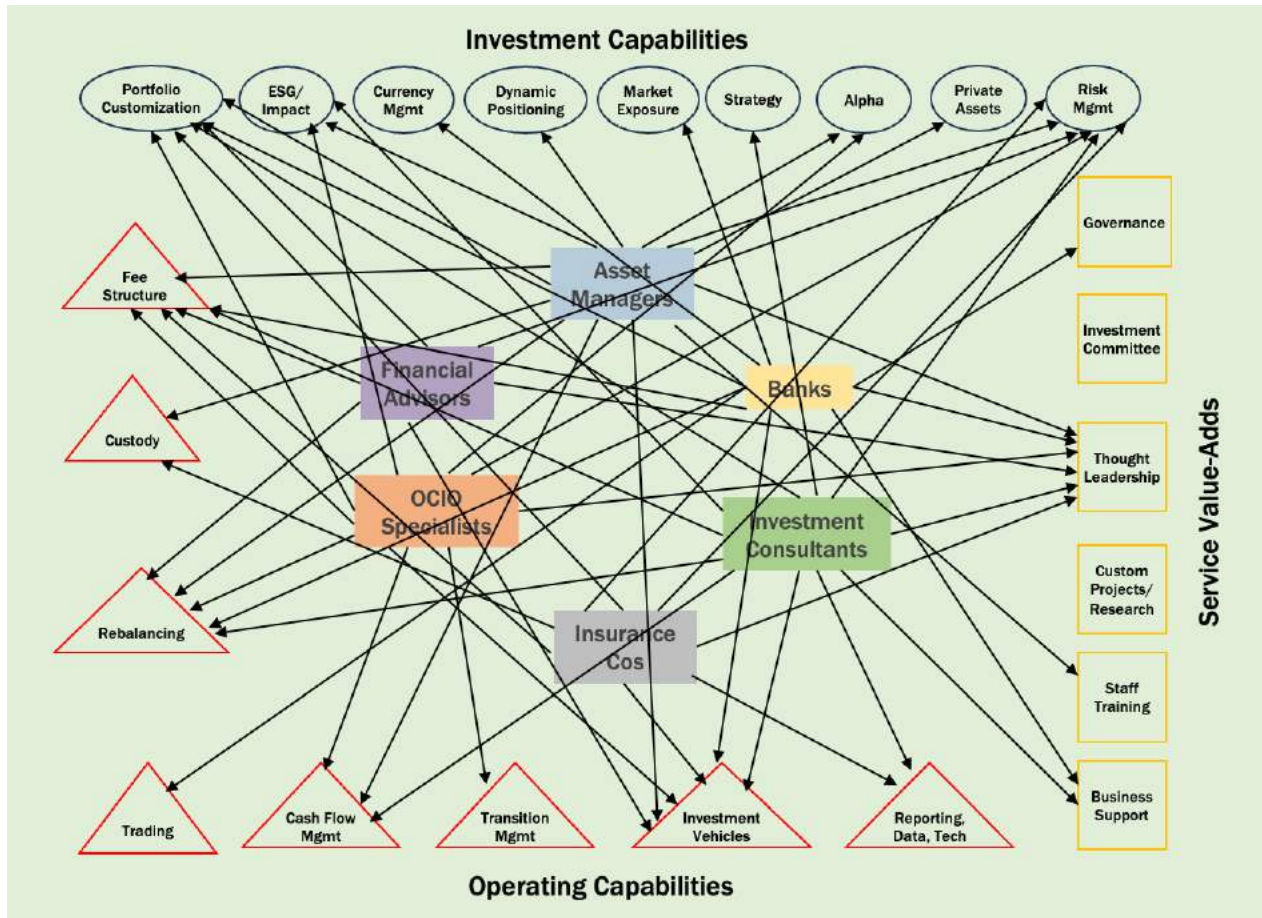 Investment Capabilities
Portfolio
Customization
ESG/
Impact
Currency
Mgmt
Dynamic
Positioning
Market
Exposure
Strategy
Alpha
Private
Assets
Risk
Mgmt
Governance
Fee
Structure
Asset
Managers
Investment
Committee
Financial
Advisors
Banks
Custody
Thought
Leadership
OCIO
Specialists
Investment
Consultants
Service Value-Adds
Custom
Projects/
Research
Rebalancing
Insurance
Cos
Staff
Training
Trading
Cash Flow
Mgmt
Transition
Mgmt
Investment
Vehicles
Reporting,
Data, Tech
Business
Support
Operating Capabilities